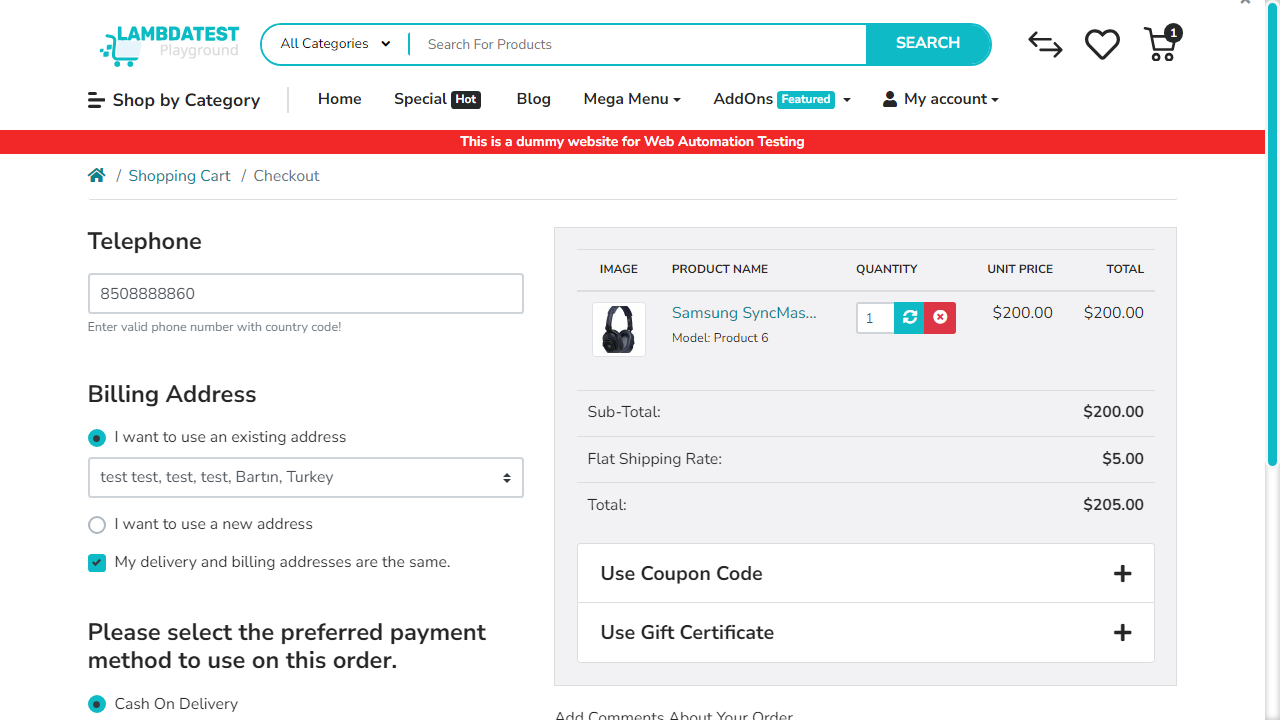 LAMBDATEST
Playground
All Categories
Search For Products
SEARCH
1
Shop by Category
Home
Special Hot
Blog
Mega Menu
AddOns Featured
My account
This is a dummy website for Web Automation Testing
/ Shopping Cart / Checkout
Telephone
8508888860
Enter valid phone number with country code!
Billing Address
I want to use an existing address
test test, test, test, Bartın, Turkey
I want to use a new address
My delivery and billing addresses are the same.
Please select the preferred payment
method to use on this order.
Cash On Delivery
IMAGE PRODUCT NAME QUANTITY UNIT PRICE TOTAL
Samsung SyncMas... 1 $200.00 $200.00
Model: Product 6
Sub-Total: $200.00
Flat Shipping Rate: $5.00
Total: $205.00
Use Coupon Code
Use Gift Certificate
Add Comments About Your Order